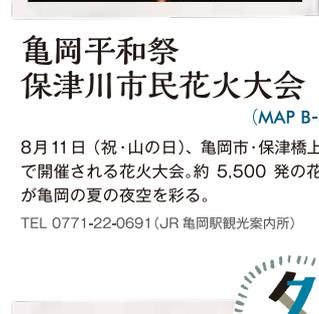 亀岡平和祭
保津川市民花火大会
（MAP B-
8月11日（祝・山の日）、亀岡市・保津橋上
で開催される花火大会。約 5,500 発の花
が亀岡の夏の夜空を彩る。
TEL 0771-22-0691（JR 亀岡駅観光案内所）